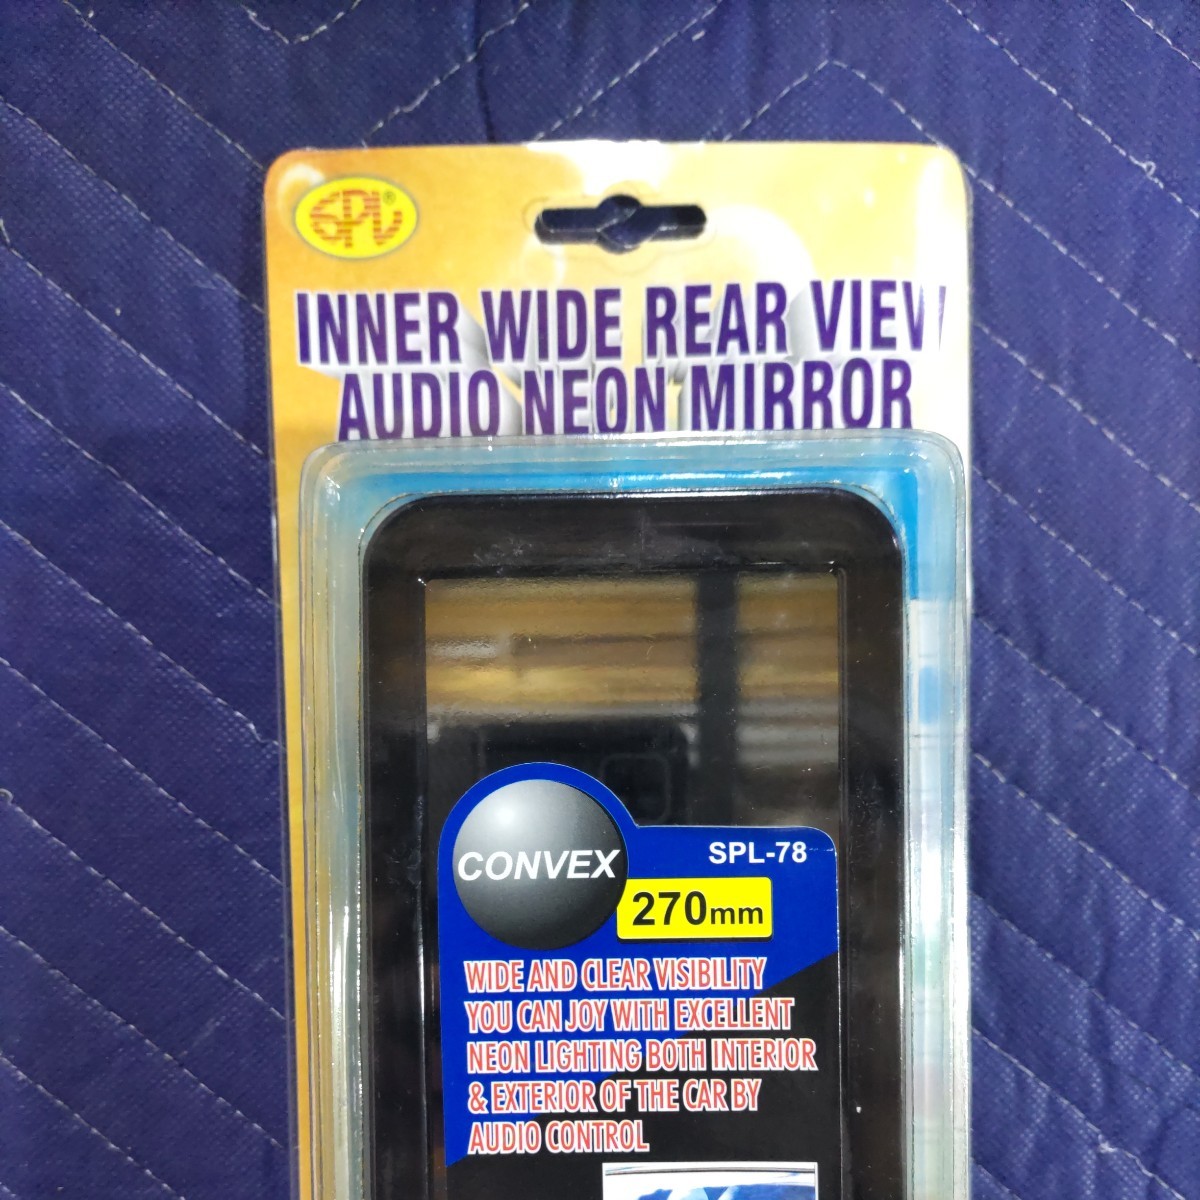 SPL®
INNER WIDE REAR VIEW
AUDIO NEON MIRROR
CONVEX
SPL-78
270mm
WIDE AND CLEAR VISIBILITY
YOU CAN JOY WITH EXCELLENT
NEON LIGHTING BOTH INTERIOR
& EXTERIOR OF THE CAR BY
AUDIO CONTROL